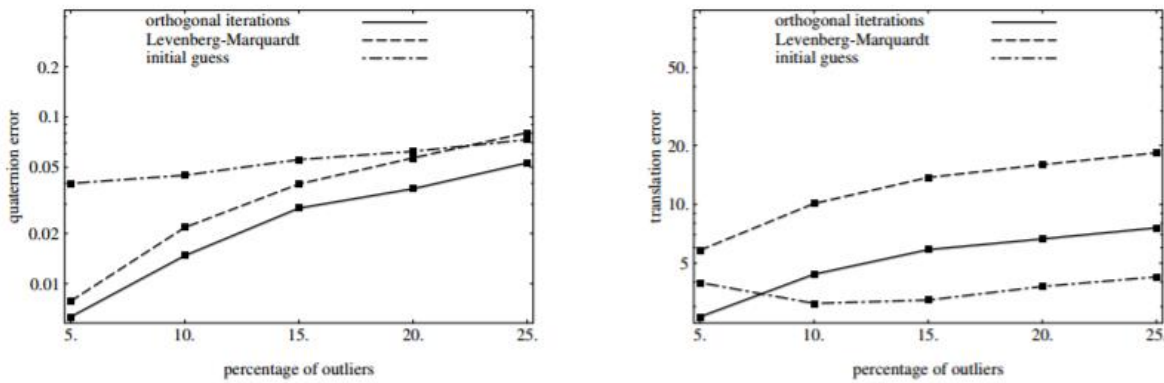 orthogonal iterations
Levenberg-Marquardt
initial guess
0.2
0.1
0.05
0.02
0.01
quaternion error
5. 10. 15. 20. 25.
percentage of outliers
orthogonal itetrations
Levenberg-Marquardt
initial guess
50.
20.
10.
5
translation error
5. 10. 15. 20. 25.
percentage of outliers